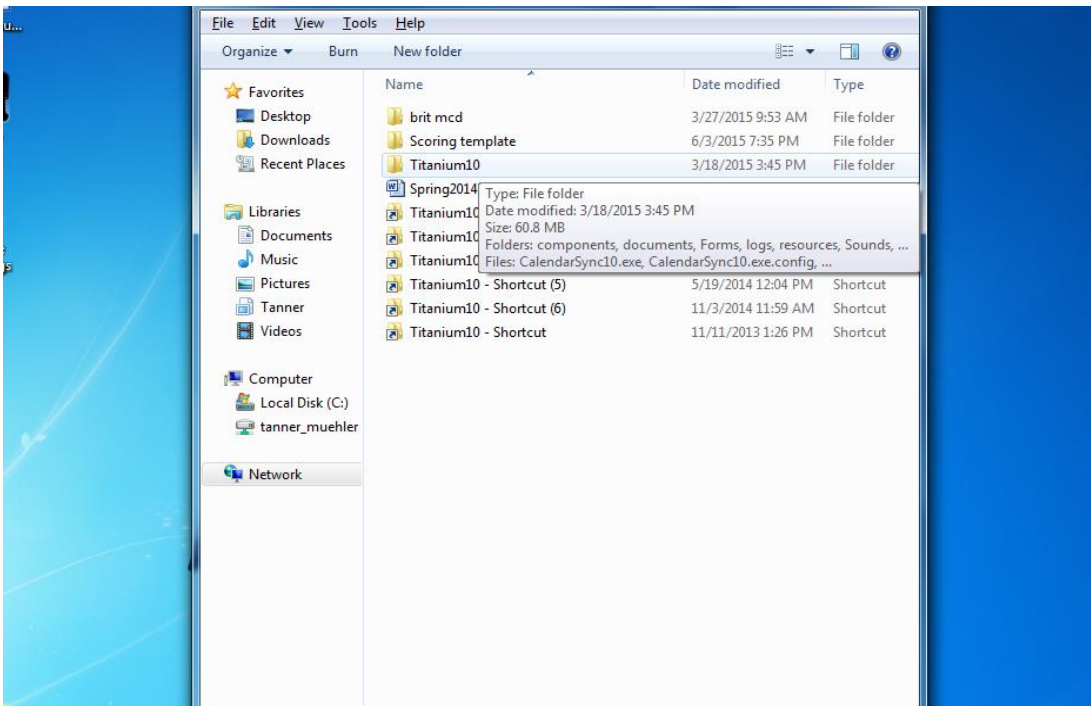 u...
File Edit View Tools Help
Organize Burn New folder
Name Date modified Type
Favorites
Desktop
Downloads
Recent Places
Libraries
Documents
Music
Pictures
Tanner
Videos
Computer
Local Disk (C:)
tanner_muehler
Network
brit mcd 3/27/2015 9:53 AM File folder
Scoring template 6/3/2015 7:35 PM File folder
Titanium10 3/18/2015 3:45 PM File folder
Spring2014
Titanium10
Titanium10
Titanium10
Type: File folder
Date modified: 3/18/2015 3:45 PM
Size: 60.8 MB
Folders: components, documents, Forms, logs, resources, Sounds, ...
Files: CalendarSync10.exe, CalendarSync10.exe.config, ...
Titanium10 - Shortcut (5) 5/19/2014 12:04 PM Shortcut
Titanium10 - Shortcut (6) 11/3/2014 11:59 AM Shortcut
Titanium10 - Shortcut 11/11/2013 1:26 PM Shortcut